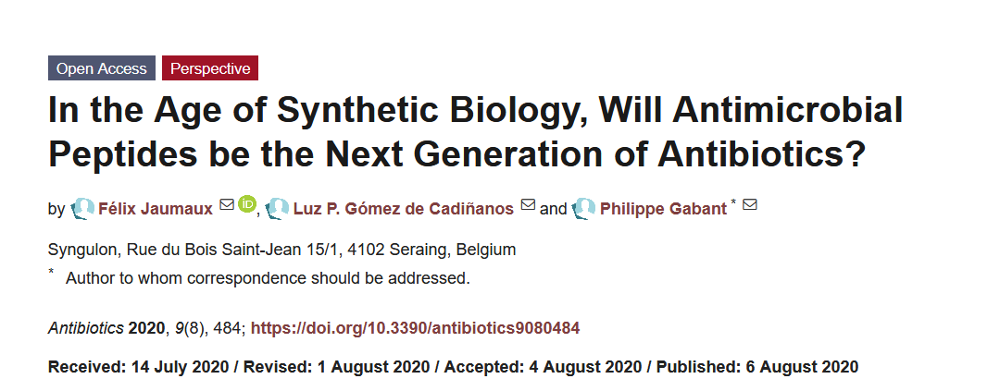 Open Access Perspective
In the Age of Synthetic Biology, Will Antimicrobial
Peptides be the Next Generation of Antibiotics?
by Félix Jaumaux iD, Luz P. Gómez de Cadiñanos and Philippe Gabant *
Syngulon, Rue du Bois Saint-Jean 15/1, 4102 Seraing, Belgium
* Author to whom correspondence should be addressed.
Antibiotics 2020, 9(8), 484; https://doi.org/10.3390/antibiotics9080484
Received: 14 July 2020 / Revised: 1 August 2020 / Accepted: 4 August 2020 / Published: 6 August 2020